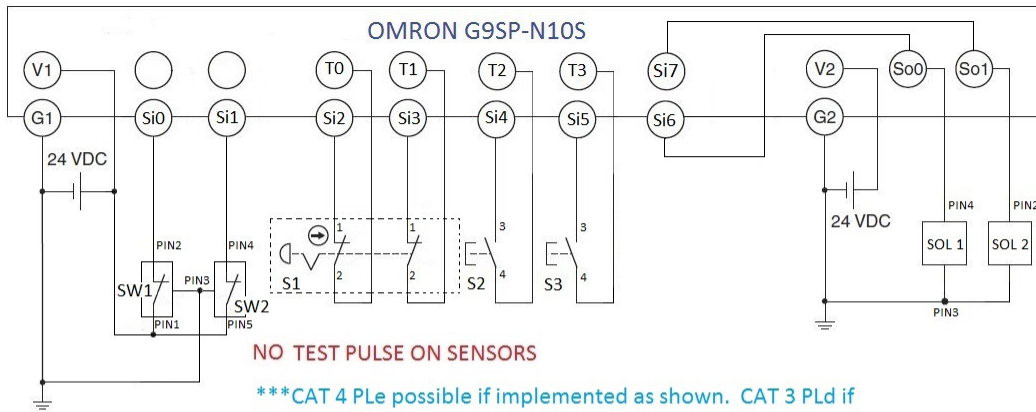 OMRON G9SP-N10S
V1 T0 T1 T2 T3 Si7 V2 So0 So1
G1 Si0 Si1 Si2 Si3 Si4 Si5 Si6 G2
24 VDC
24 VDC
PIN4 PIN2
1 1 3 3
SOL 1 SOL 2
PIN2 PIN4
S1 2 2 S2 4 S3 4
PIN3
SW1 SW2
PIN3
PIN1 PIN5
NO TEST PULSE ON SENSORS
***CAT 4 PLe possible if implemented as shown. CAT 3 PLd if